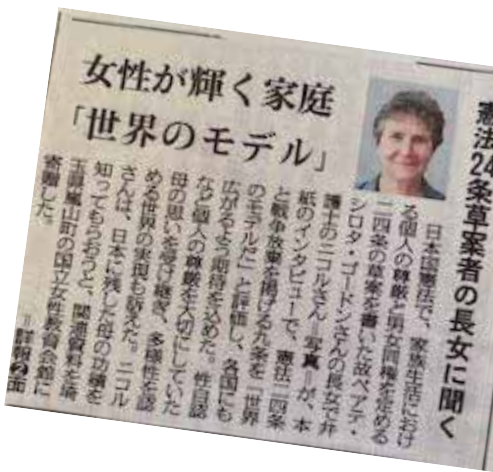 憲法24条草案者の長女に聞く
女性が輝く家庭
「世界のモデル」
日本国憲法で、家族生活におけ
る個人の尊厳と男女同権を定める
二四条の草案を書いた故ベアテ・
シロタ・ゴードンさんの長女で弁
護士のニコルさん＝写真＝が、本
紙のインタビューで、憲法二四条
と戦争放棄を掲げる九条を「世界
のモデルだ」と評価し、各国にも
広がるよう期待を込めた。性自認
など個人の尊厳を大切にしていた
母の思いを受け継ぎ、多様性を認
める世界の実現も訴えた。ニコル
さんは、日本に残した母の功績を
知ってもらおうと、関連資料を埼
玉県嵐山町の国立女性教育会館に
寄贈した。　＝詳報2面